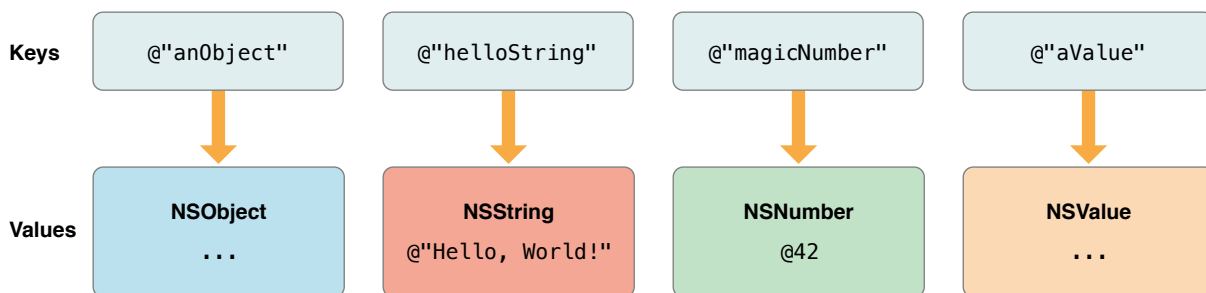 Keys @"anObject" @"helloString" @"magicNumber" @"aValue"
NSObject NSString NSNumber NSValue
Values
... @"Hello, World!" @42 ...